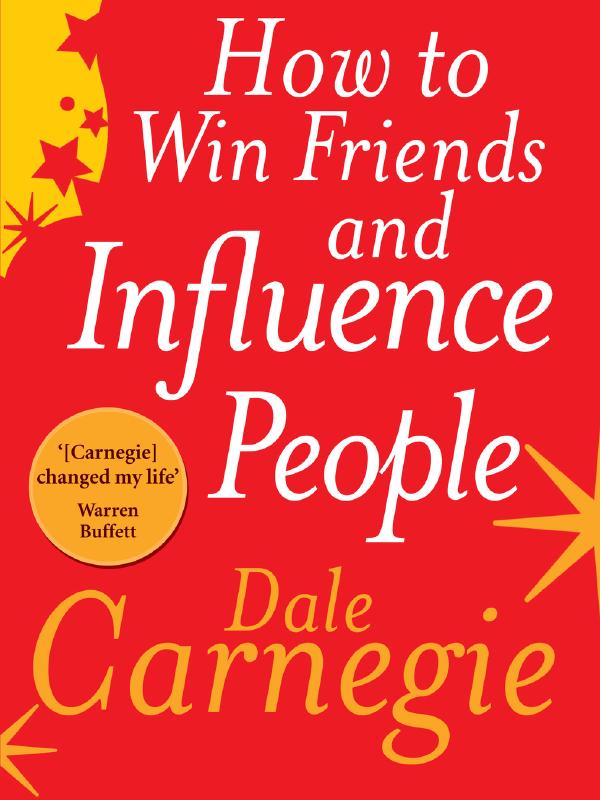 How to
Win Friends
and
Influence
People
‘[Carnegie]
changed my life’
Warren
Buffett
Dale
Carnegie